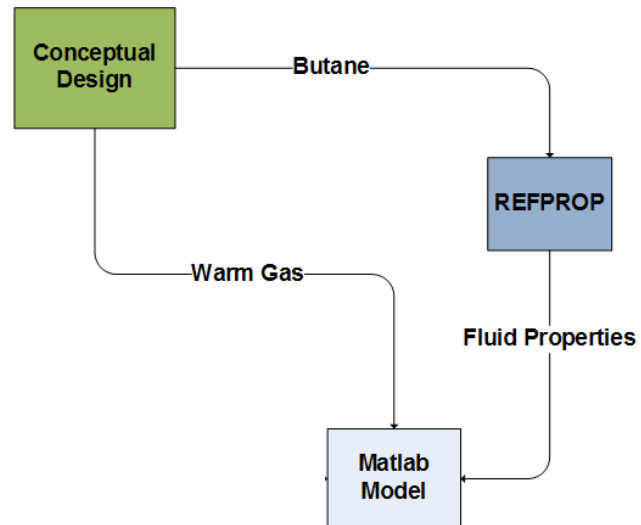 Conceptual
Design
Butane
REFPROP
Warm Gas
Fluid Properties
Matlab
Model